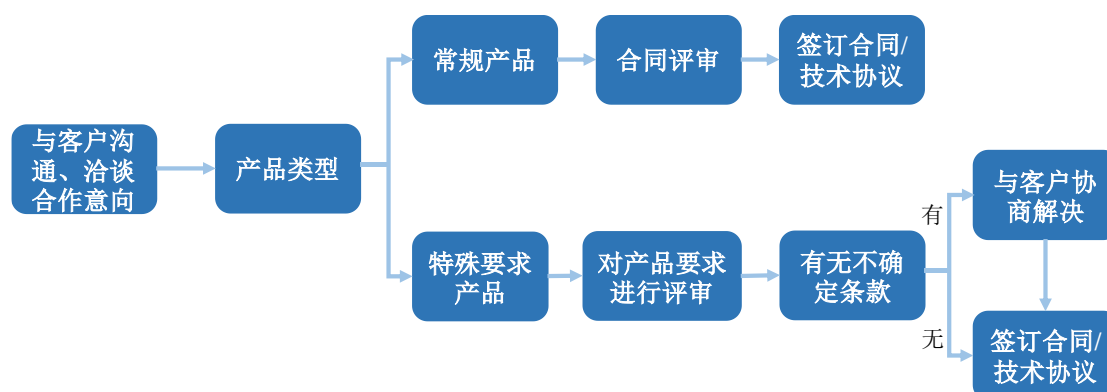 与客户沟
通、洽谈
合作意向
产品类型
常规产品
合同评审
签订合同/
技术协议
特殊要求
产品
对产品要求
进行评审
有无不确
定条款
有
与客户协
商解决
无
签订合同/
技术协议